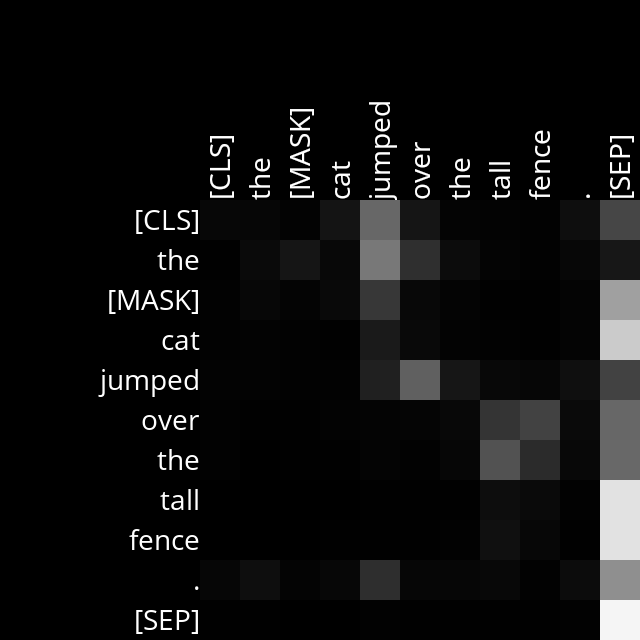 [CLS]
the
[MASK]
cat
jumped
over
the
tall
fence
.
[SEP]
[CLS]
the
[MASK]
cat
jumped
over
the
tall
fence
.
[SEP]